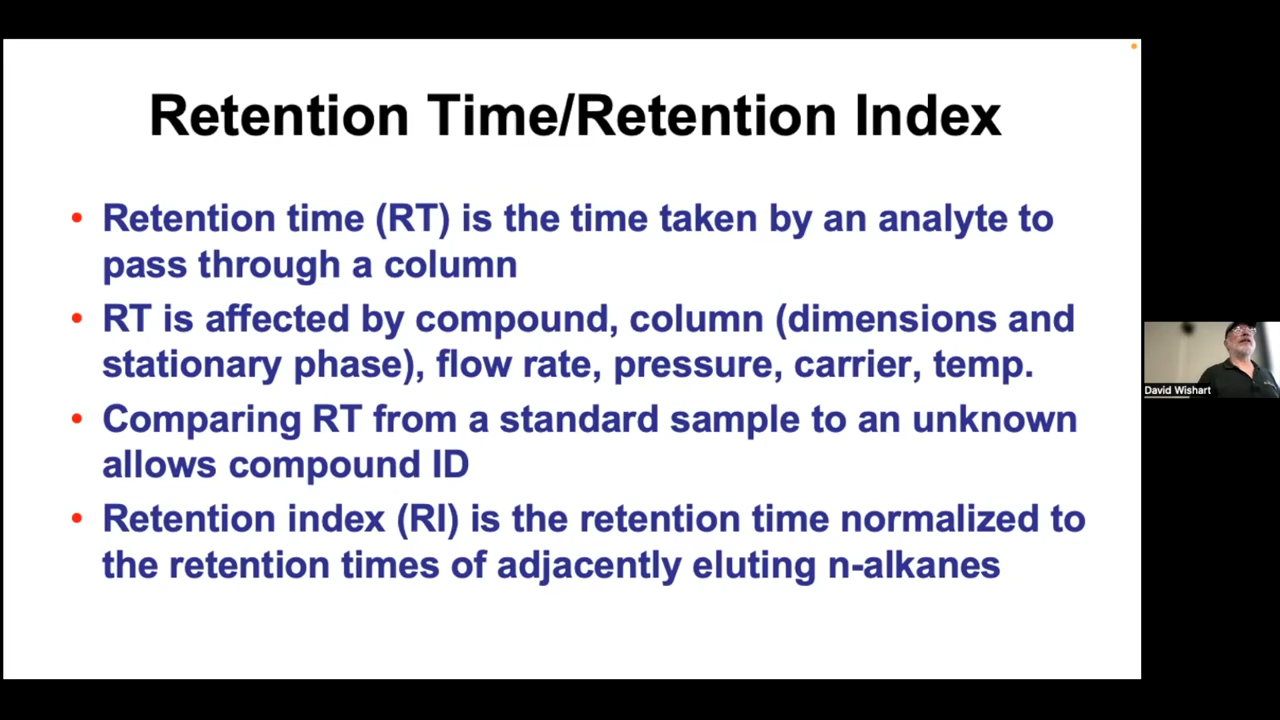 Retention Time/Retention Index
• Retention time (RT) is the time taken by an analyte to
pass through a column
• RT is affected by compound, column (dimensions and
stationary phase), flow rate, pressure, carrier, temp.
• Comparing RT from a standard sample to an unknown
allows compound ID
• Retention index (RI) is the retention time normalized to
the retention times of adjacently eluting n-alkanes
David Wishart